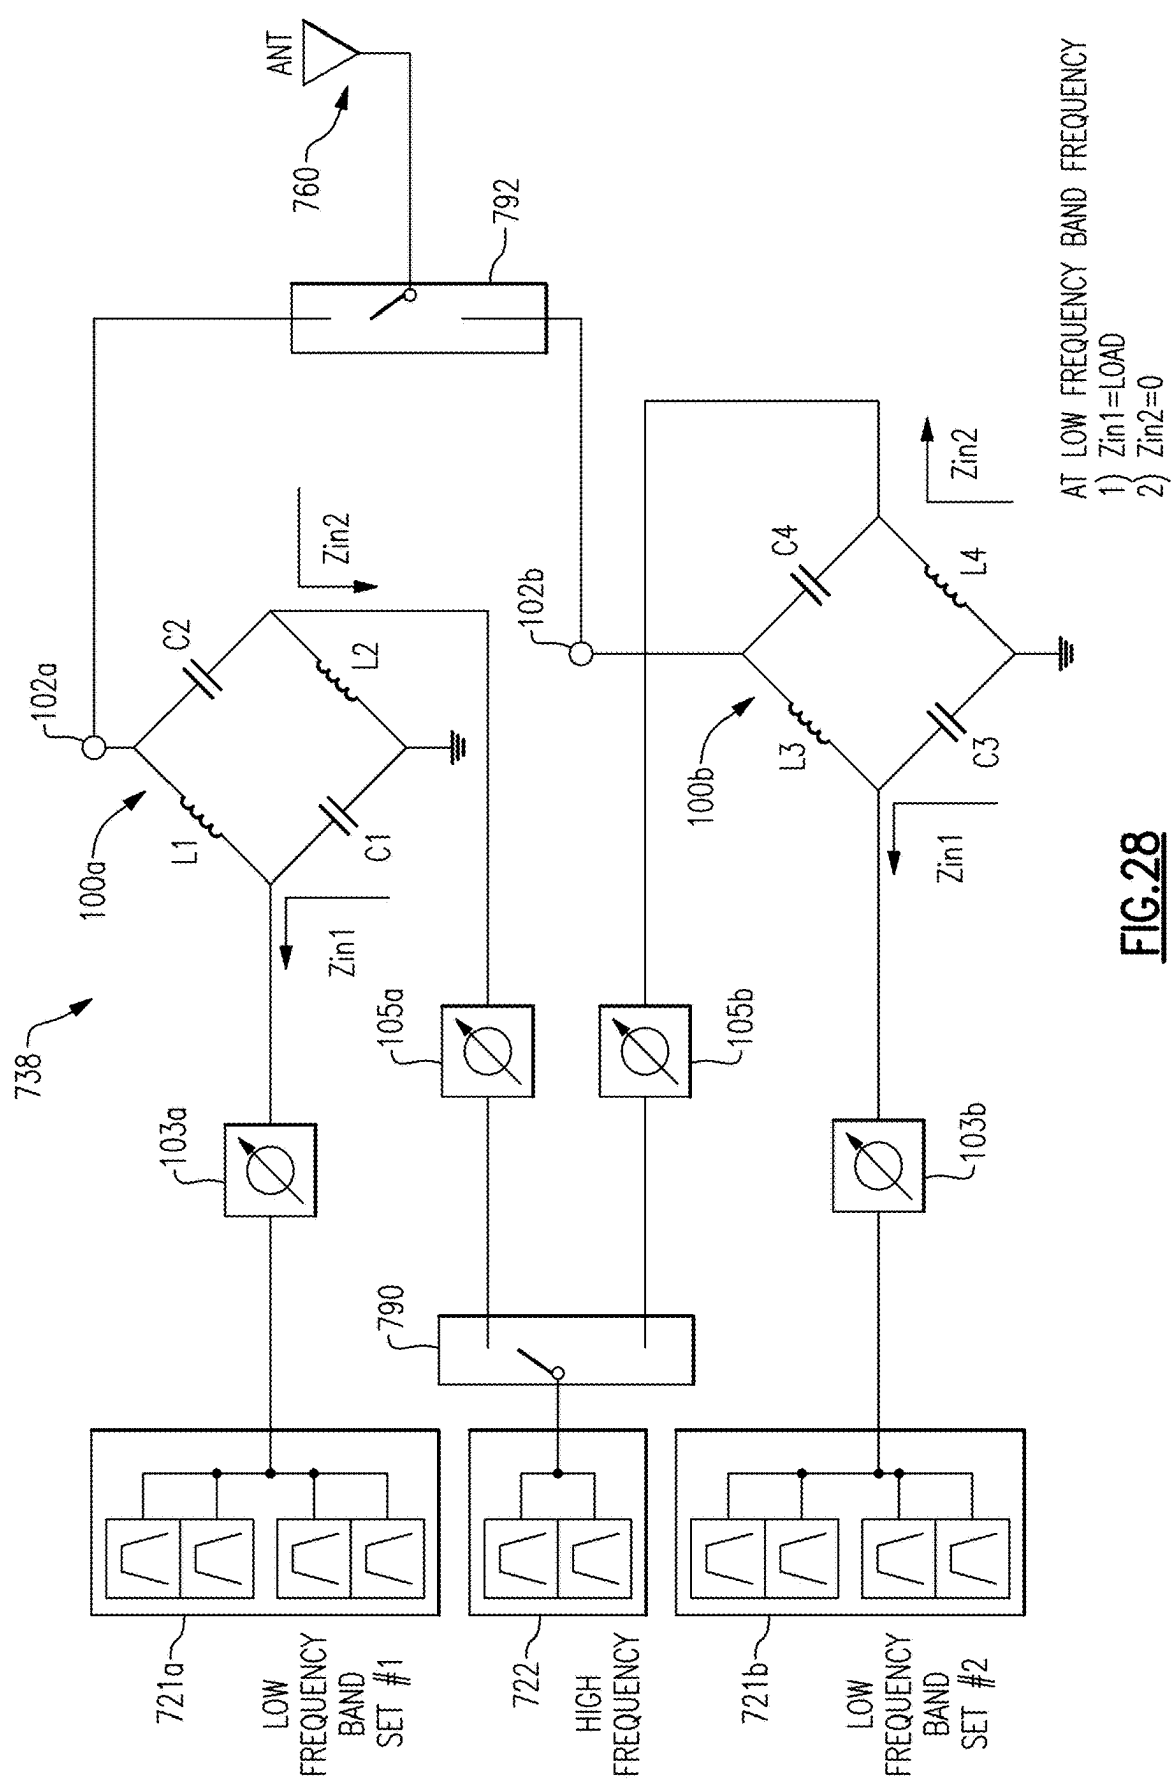 738
721a
LOW
FREQUENCY
BAND
SET #1
103a
Zin1
100a
L1
C1
102a
C2
L2
Zin2
722
HIGH
FREQUENCY
790
105a
105b
792
760
ANT
721b
LOW
FREQUENCY
BAND
SET #2
103b
Zin1
100b
L3
C3
102b
C4
L4
Zin2
AT LOW FREQUENCY BAND FREQUENCY
1) Zin1=LOAD
2) Zin2=0
FIG.28